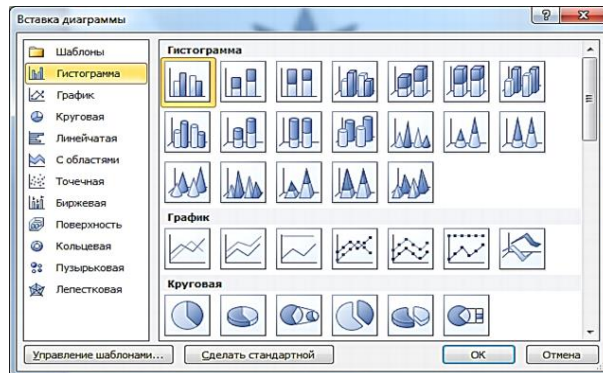 Вставка диаграммы
Шаблоны
Гистограмма
График
Круговая
Линейчатая
С областями
Точечная
Биржевая
Поверхность
Кольцевая
Пузырьковая
Лепестковая
Гистограмма
График
Круговая
Управление шаблонами...
Сделать стандартной
ОК
Отмена